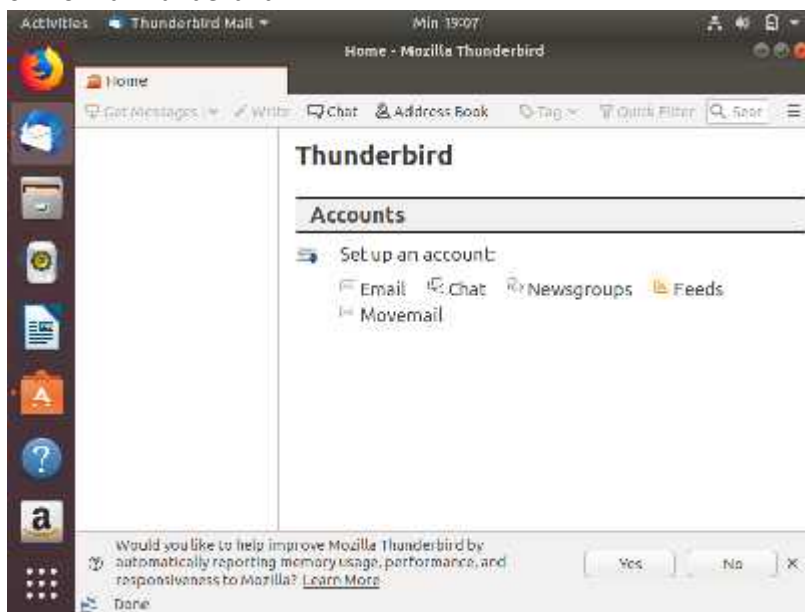 Activities Thunderbird Mail Min 19:07
Home - Mozilla Thunderbird
Home
Get Messages Write Chat Address Book Tag Quick Filter Sear
Thunderbird
Accounts
Set up an account:
Email Chat Newsgroups Feeds
Movemail
Would you like to help improve Mozilla Thunderbird by
automatically reporting memory usage, performance, and
responsiveness to Mozilla? Learn More
Yes No
Done